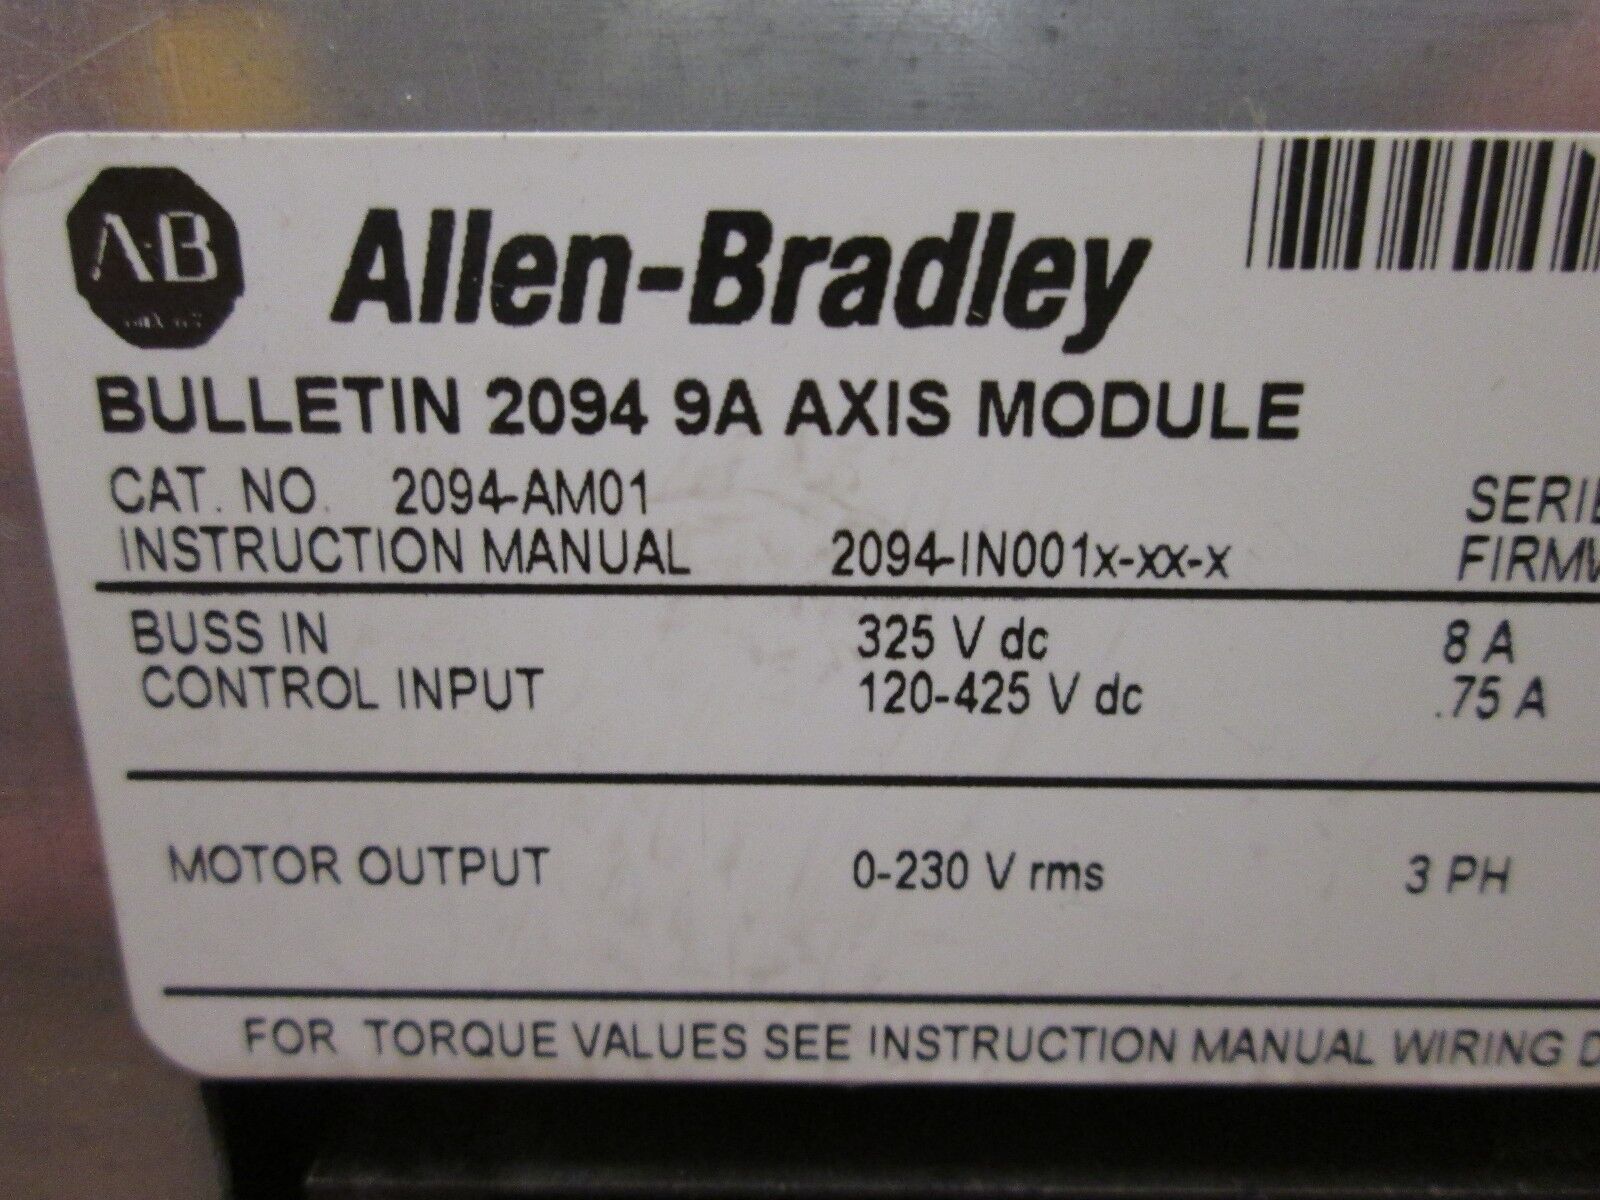 A-B
Allen-Bradley
BULLETIN 2094 9A AXIS MODULE
CAT. NO. 2094-AM01 SERIE
INSTRUCTION MANUAL 2094-IN001x-xx-x FIRMW
BUSS IN 325 V dc 8 A
CONTROL INPUT 120-425 V dc .75 A
MOTOR OUTPUT 0-230 V rms 3 PH
FOR TORQUE VALUES SEE INSTRUCTION MANUAL WIRING D